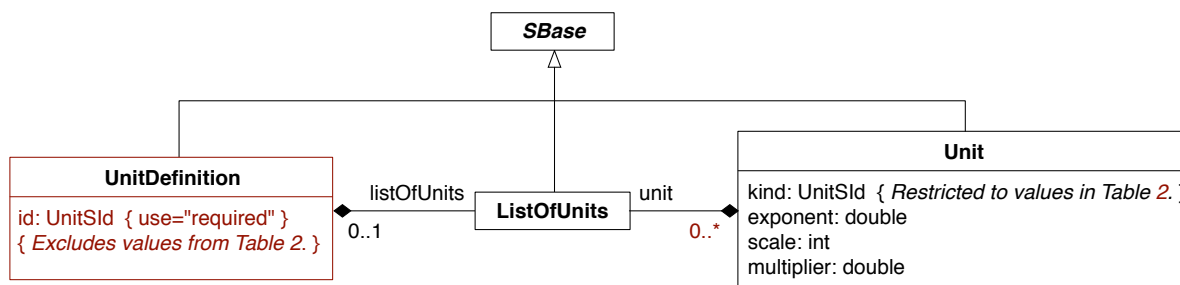 SBase
UnitDefinition
id: UnitSId { use="required" }
{ Excludes values from Table 2. }
listOfUnits
0..1
ListOfUnits
unit
0..*
Unit
kind: UnitSId { Restricted to values in Table 2. }
exponent: double
scale: int
multiplier: double